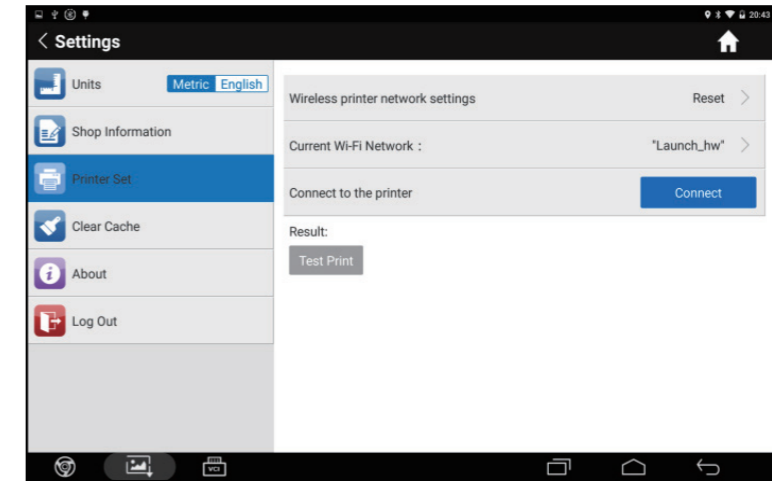 20:43
Settings
Units Metric English
Shop Information
Printer Set
Clear Cache
About
Log Out
Wireless printer network settings Reset
Current Wi-Fi Network : "Launch_hw"
Connect to the printer Connect
Result:
Test Print
VCI